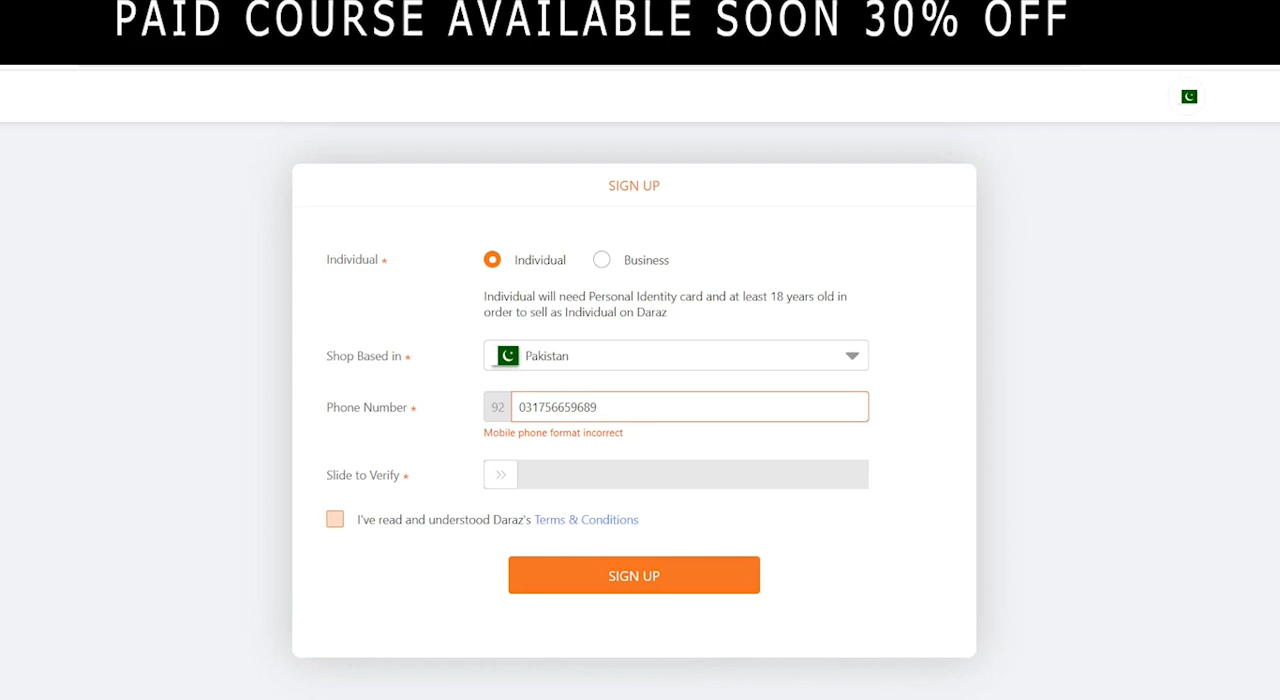 PAID COURSE AVAILABLE SOON 30% OFF
SIGN UP
Individual *
Individual
Business
Individual will need Personal Identity card and at least 18 years old in
order to sell as Individual on Daraz
Shop Based in *
Pakistan
Phone Number *
92
031756659689
Mobile phone format incorrect
Slide to Verify *
I've read and understood Daraz's Terms & Conditions
SIGN UP